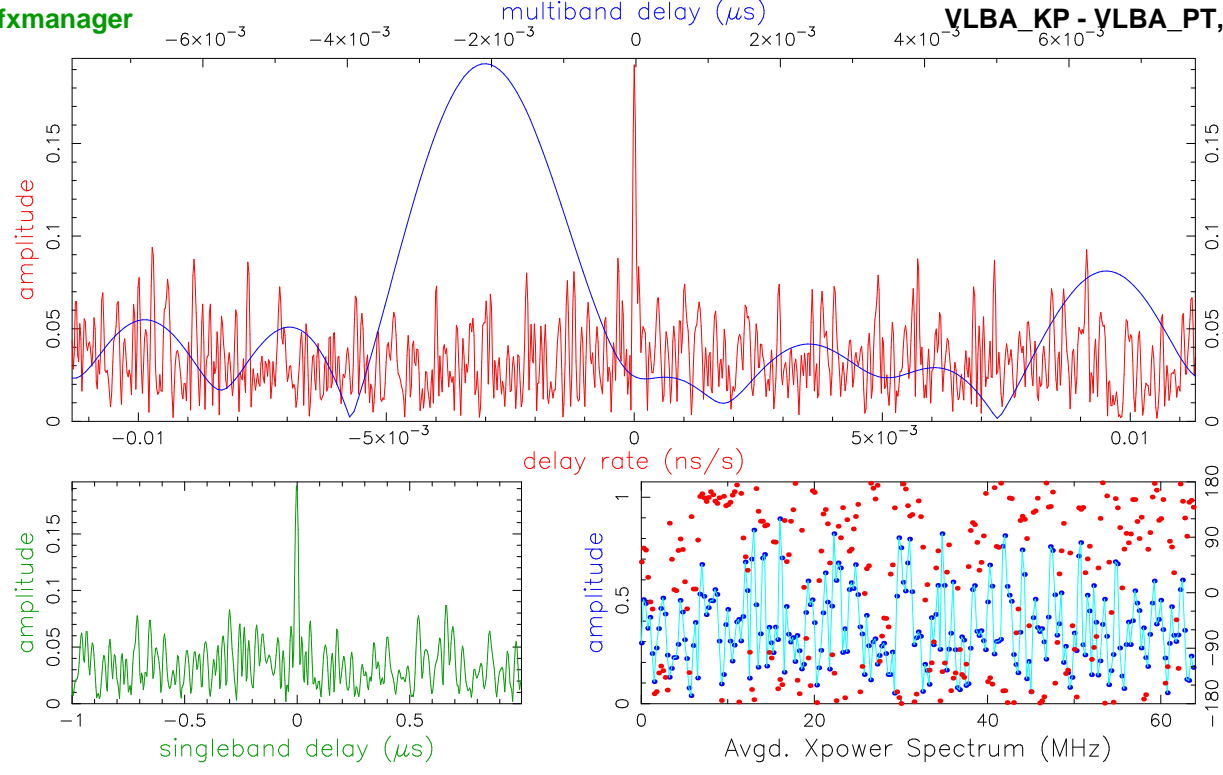 fxmanager
multiband delay (μs)
VLBA_KP - VLBA_PT,
−6×10⁻³ −4×10⁻³ −2×10⁻³ 0 2×10⁻³ 4×10⁻³ 6×10⁻³
amplitude
0 0.05 0.1 0.15
0 0.05 0.1 0.15
−0.01 −5×10⁻³ 0 5×10⁻³ 0.01
delay rate (ns/s)
amplitude
0 0.05 0.1 0.15
−1 −0.5 0 0.5
singleband delay (μs)
amplitude
0 0.5 1
−180 −90 0 90 180
0 20 40 60
Avgd. Xpower Spectrum (MHz)